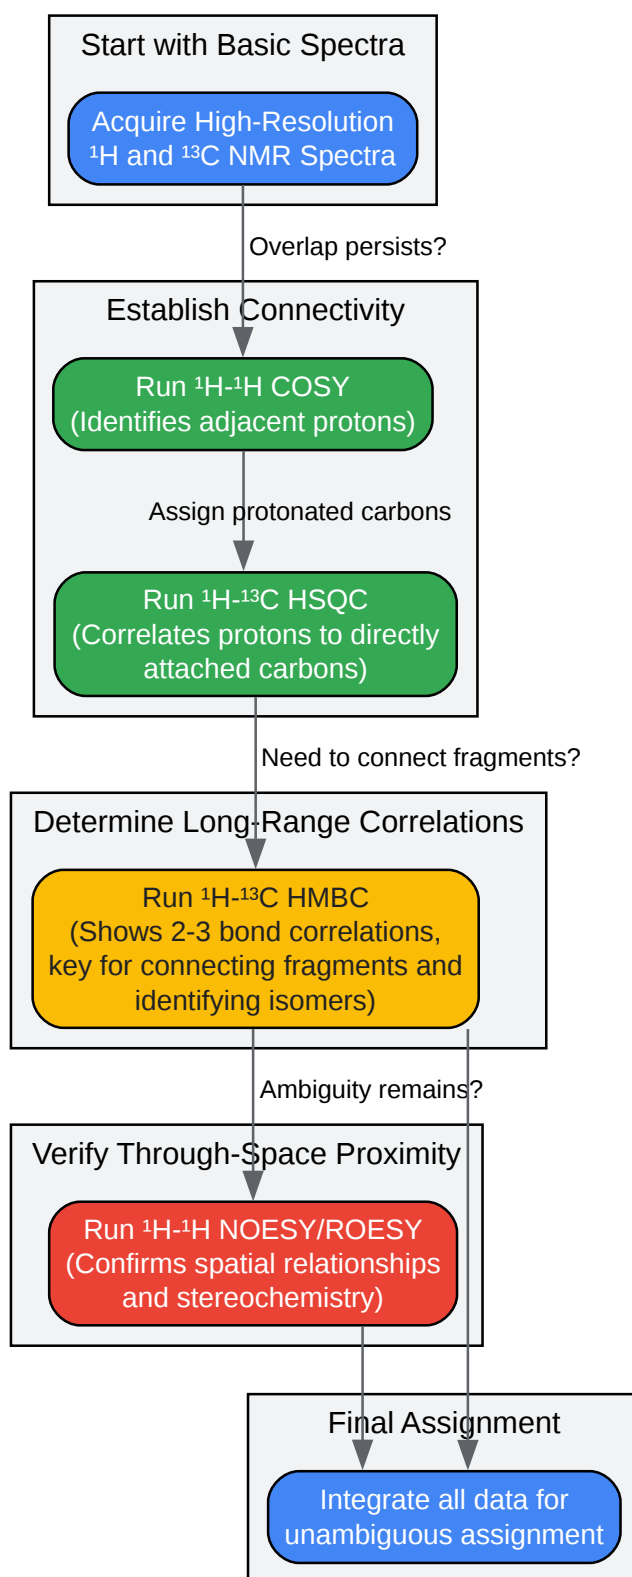 Start with Basic Spectra
Acquire High-Resolution
¹H and ¹³C NMR Spectra
Overlap persists?
Establish Connectivity
Run ¹H-¹H COSY
(Identifies adjacent protons)
Assign protonated carbons
Run ¹H-¹³C HSQC
(Correlates protons to directly
attached carbons)
Need to connect fragments?
Determine Long-Range Correlations
Run ¹H-¹³C HMBC
(Shows 2-3 bond correlations,
key for connecting fragments and
identifying isomers)
Ambiguity remains?
Verify Through-Space Proximity
Run ¹H-¹H NOESY/ROESY
(Confirms spatial relationships
and stereochemistry)
Final Assignment
Integrate all data for
unambiguous assignment